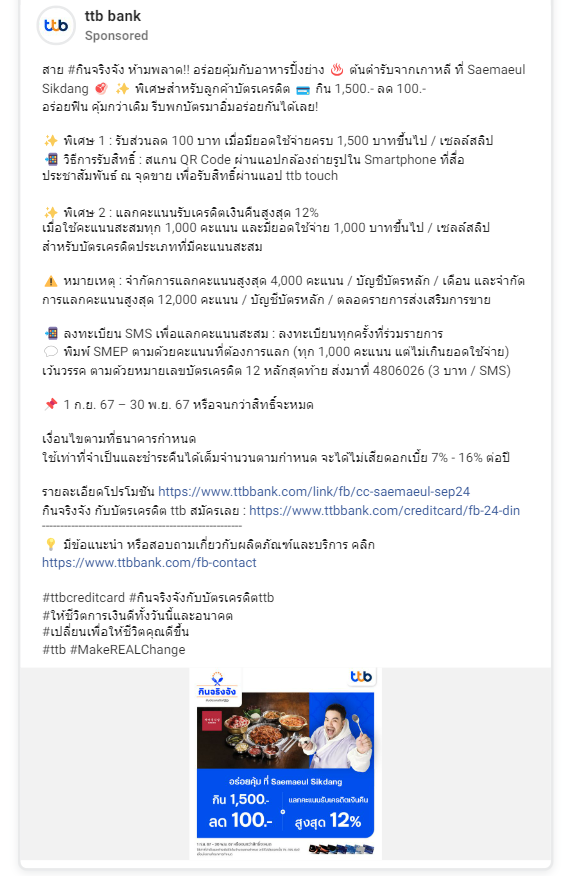 ttb
ttb bank
Sponsored
สาย #กินจริงจัง ห้ามพลาด!! อร่อยคุ้มกับอาหารปิ้งย่าง ♨️ ต้นตำรับจากเกาหลี ที่ Saemaeul
Sikdang 🥩 ✨ พิเศษสำหรับลูกค้าบัตรเครดิต 💳 กิน 1,500.- ลด 100.-
อร่อยฟิน คุ้มกว่าเดิม รีบพกบัตรมาอิ่มอร่อยกันได้เลย!
✨ พิเศษ 1 : รับส่วนลด 100 บาท เมื่อมียอดใช้จ่ายครบ 1,500 บาทขึ้นไป / เซลล์สลิป
📲 วิธีการรับสิทธิ์ : สแกน QR Code ผ่านแอปกล้องถ่ายรูปใน Smartphone ที่สื่อ
ประชาสัมพันธ์ ณ จุดขาย เพื่อรับสิทธิ์ผ่านแอป ttb touch
✨ พิเศษ 2 : แลกคะแนนรับเครดิตเงินคืนสูงสุด 12%
เมื่อใช้คะแนนสะสมทุก 1,000 คะแนน และมียอดใช้จ่าย 1,000 บาทขึ้นไป / เซลล์สลิป
สำหรับบัตรเครดิตประเภทที่มีคะแนนสะสม
⚠️ หมายเหตุ : จำกัดการแลกคะแนนสูงสุด 4,000 คะแนน / บัญชีบัตรหลัก / เดือน และจำกัด
การแลกคะแนนสูงสุด 12,000 คะแนน / บัญชีบัตรหลัก / ตลอดรายการส่งเสริมการขาย
📲 ลงทะเบียน SMS เพื่อแลกคะแนนสะสม : ลงทะเบียนทุกครั้งที่ร่วมรายการ
💬 พิมพ์ SMEP ตามด้วยคะแนนที่ต้องการแลก (ทุก 1,000 คะแนน แต่ไม่เกินยอดใช้จ่าย)
เว้นวรรค ตามด้วยหมายเลขบัตรเครดิต 12 หลักสุดท้าย ส่งมาที่ 4806026 (3 บาท / SMS)
📌 1 ก.ย. 67 – 30 พ.ย. 67 หรือจนกว่าสิทธิ์จะหมด
เงื่อนไขตามที่ธนาคารกำหนด
ใช้เท่าที่จำเป็นและชำระคืนได้เต็มจำนวนตามกำหนด จะได้ไม่เสียดอกเบี้ย 7% - 16% ต่อปี
รายละเอียดโปรโมชัน https://www.ttbbank.com/link/fb/cc-saemaeul-sep24
กินจริงจัง กับบัตรเครดิต ttb สมัครเลย : https://www.ttbbank.com/creditcard/fb-24-din
--------------------------------------------------------
💡 มีข้อแนะนำ หรือสอบถามเกี่ยวกับผลิตภัณฑ์และบริการ คลิก
https://www.ttbbank.com/fb-contact
#ttbcreditcard #กินจริงจังกับบัตรเครดิตttb
#ให้ชีวิตการเงินดีทั้งวันนี้และอนาคต
#เปลี่ยนเพื่อให้ชีวิตคุณดีขึ้น
#ttb #MakeREALChange
ttb
กินจริงจัง
อร่อยคุ้ม ที่ Saemaeul Sikdang
กิน 1,500.-
ลด 100.-
แลกคะแนนรับเครดิตเงินคืน
สูงสุด 12%